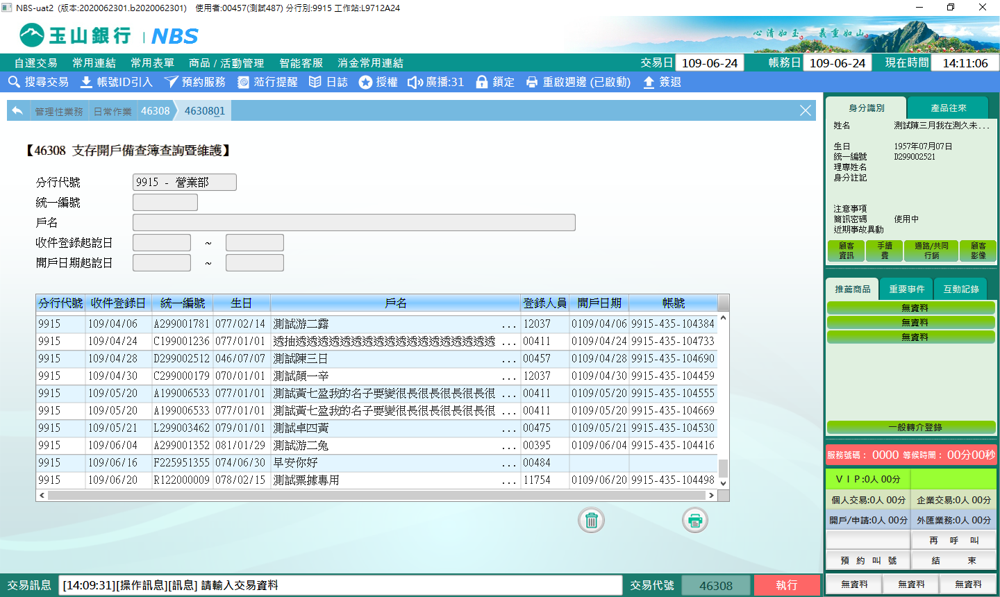 NBS-uat2 (版本:2020062301.b2020062301) 使用者:00457(測試487) 分行別:9915 工作站:L9712A24
玉山銀行 | NBS
心清如玉。義重如山。
自選交易 常用連結 常用表單 商品 / 活動管理 智能客服 消金常用連結 交易日 109-06-24 帳務日 109-06-24 現在時間 14:11:06
搜尋交易 帳號ID引入 預約服務 蒞行提醒 日誌 授權 廣播:31 鎖定 重啟週邊 (已啟動) 簽退
管理性業務 日常作業 46308 4630801
【46308 支存開戶備查簿查詢暨維護】
分行代號 9915 - 營業部
統一編號
戶名
收件登錄起訖日 ~
開戶日期起訖日 ~
分行代號 收件登錄日 統一編號 生日 戶名 登錄人員 開戶日期 帳號
9915 109/04/06 A299001781 077/02/14 測試游二露 ... 12037 0109/04/06 9915-435-104384
9915 109/04/24 C199001236 077/01/01 透抽透透透透透透透透透透透透透透透透透透 ... 00411 0109/04/24 9915-435-104733
9915 109/04/28 D299002512 046/07/07 測試陳三日 ... 00457 0109/04/28 9915-435-104690
9915 109/04/30 C299000179 070/01/01 測試顏一辛 ... 12037 0109/04/30 9915-435-104459
9915 109/05/20 A199006533 077/01/01 測試黃七盈我的名子要變很長很長很長很長很 ... 00411 0109/05/20 9915-435-104555
9915 109/05/20 A199006533 077/01/01 測試黃七盈我的名子要變很長很長很長很長很 ... 00411 0109/05/20 9915-435-104669
9915 109/05/21 L299003462 079/01/01 測試卓四黃 ... 00475 0109/05/21 9915-435-104530
9915 109/06/04 A299001352 081/01/29 測試游二兔 ... 00395 0109/06/04 9915-435-104416
9915 109/06/16 F225951355 074/06/30 早安你好 ... 00484
9915 109/06/20 R122000009 078/02/15 測試票據專用 ... 11754 0109/06/20 9915-435-104498
交易訊息 [14:09:31][操作訊息][訊息] 請輸入交易資料 交易代號 46308 執行
身分識別 產品往來
姓名 測試陳三月我在測久未...
生日 1957年07月07日
統一編號 D299002521
理專姓名
身分註記
注意事項
簡訊密碼 使用中
近期事故異動
顧客資訊 手續費 通路/共同行銷 顧客影像
推薦商品 重要事件 互動記錄
無資料
無資料
無資料
一般轉介登錄
服務號碼： 0000 等候時間： 00分00秒
ＶＩＰ:0人 00分
個人交易:0人 00分 企業交易:0人 00分
開戶/申請:0人 00分 外匯業務:0人 00分
再 呼 叫
預 約 叫 號 結 束
無資料 無資料 無資料